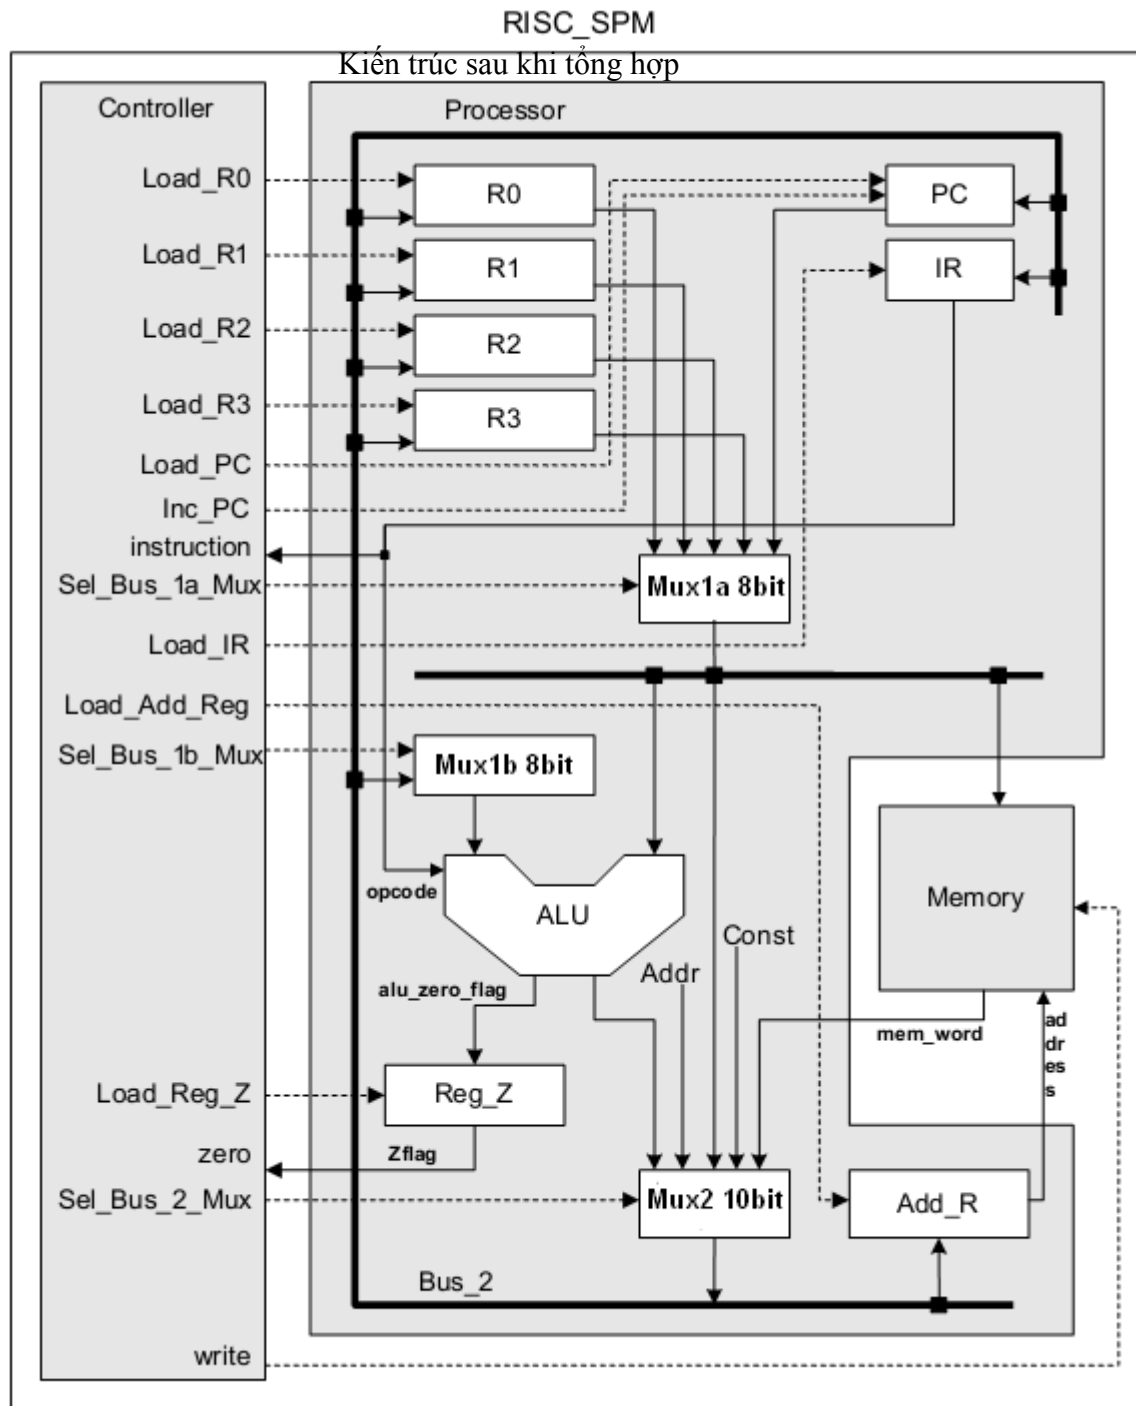 RISC_SPM
Kiến trúc sau khi tổng hợp
Controller
Processor
Load_R0
R0
PC
Load_R1
R1
IR
Load_R2
R2
Load_R3
R3
Load_PC
Inc_PC
instruction
Sel_Bus_1a_Mux
Mux1a 8bit
Load_IR
Load_Add_Reg
Sel_Bus_1b_Mux
Mux1b 8bit
opcode
ALU
Memory
Const
Addr
alu_zero_flag
mem_word
ad
dr
es
s
Load_Reg_Z
Reg_Z
zero
Zflag
Sel_Bus_2_Mux
Mux2 10bit
Add_R
Bus_2
write